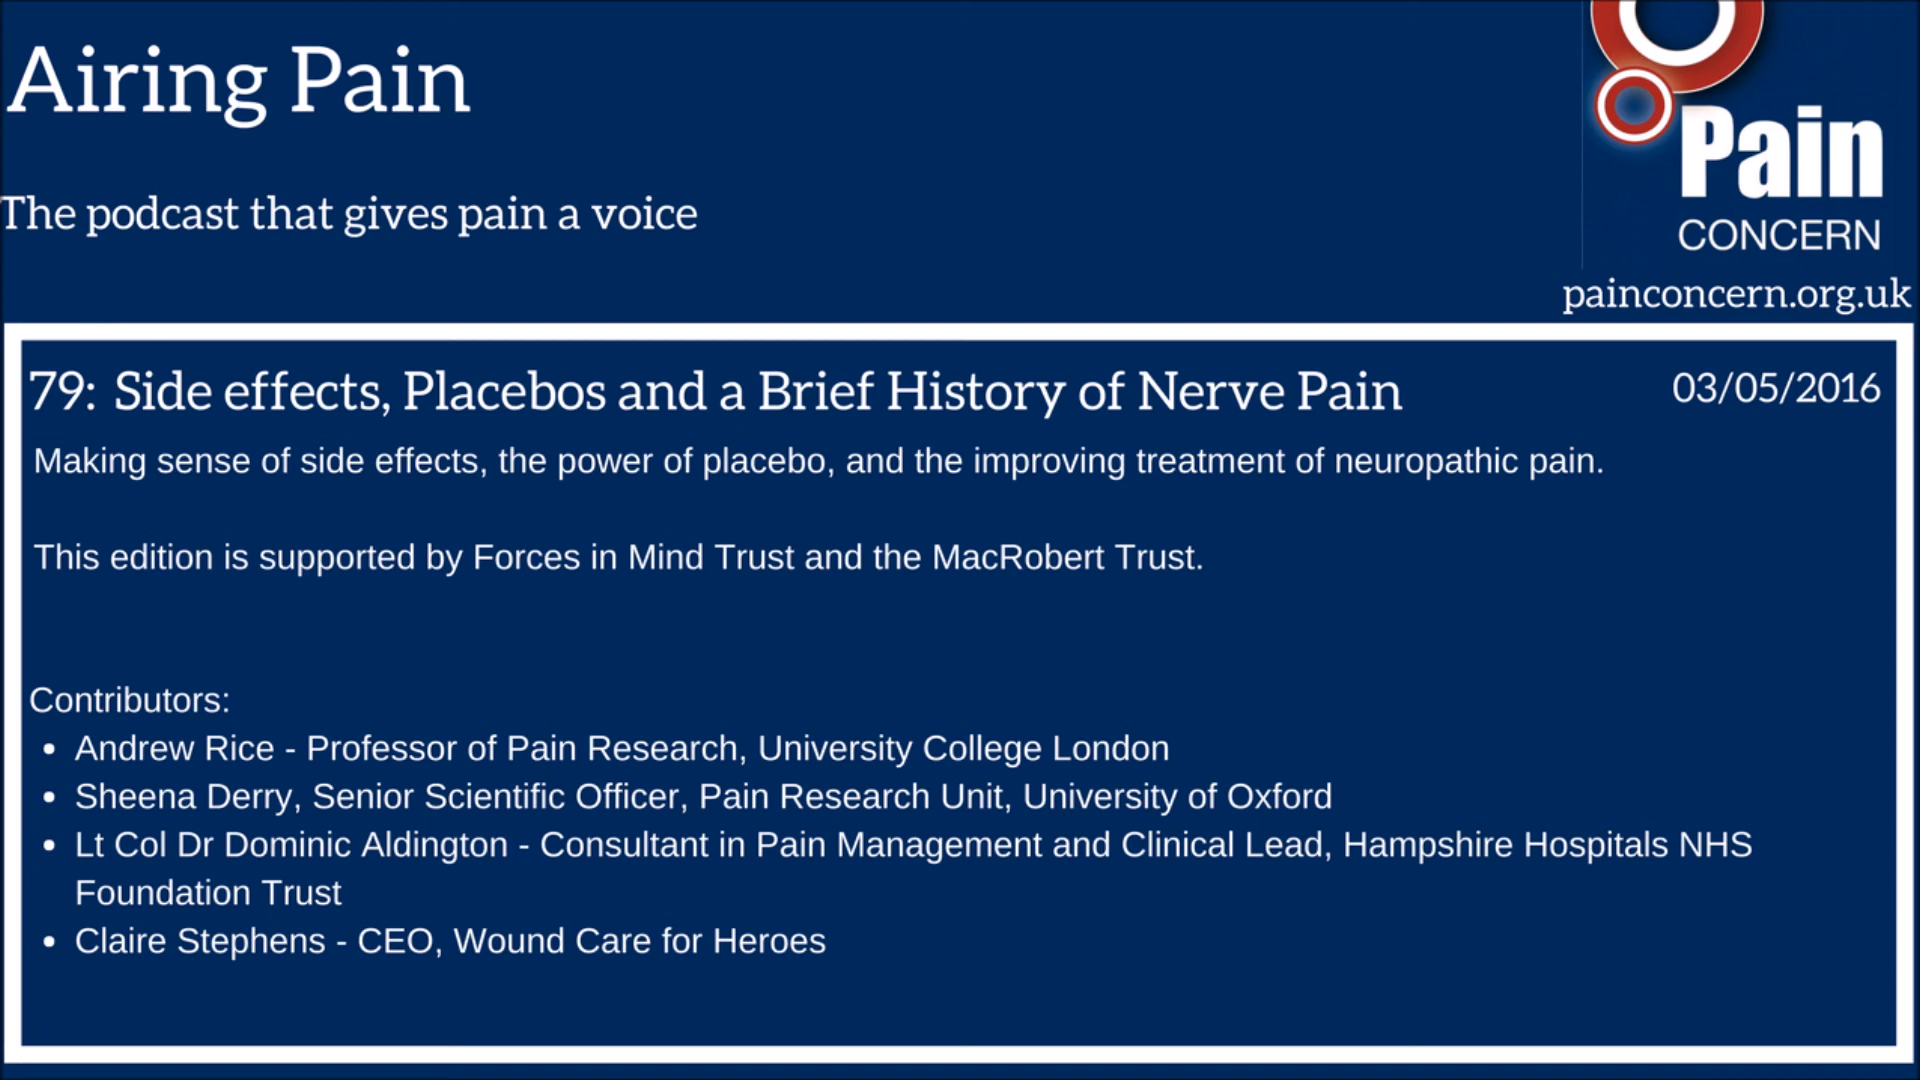 Airing Pain
The podcast that gives pain a voice
Pain
CONCERN
painconcern.org.uk
79: Side effects, Placebos and a Brief History of Nerve Pain
03/05/2016
Making sense of side effects, the power of placebo, and the improving treatment of neuropathic pain.
This edition is supported by Forces in Mind Trust and the MacRobert Trust.
Contributors:
• Andrew Rice - Professor of Pain Research, University College London
• Sheena Derry, Senior Scientific Officer, Pain Research Unit, University of Oxford
• Lt Col Dr Dominic Aldington - Consultant in Pain Management and Clinical Lead, Hampshire Hospitals NHS
Foundation Trust
• Claire Stephens - CEO, Wound Care for Heroes